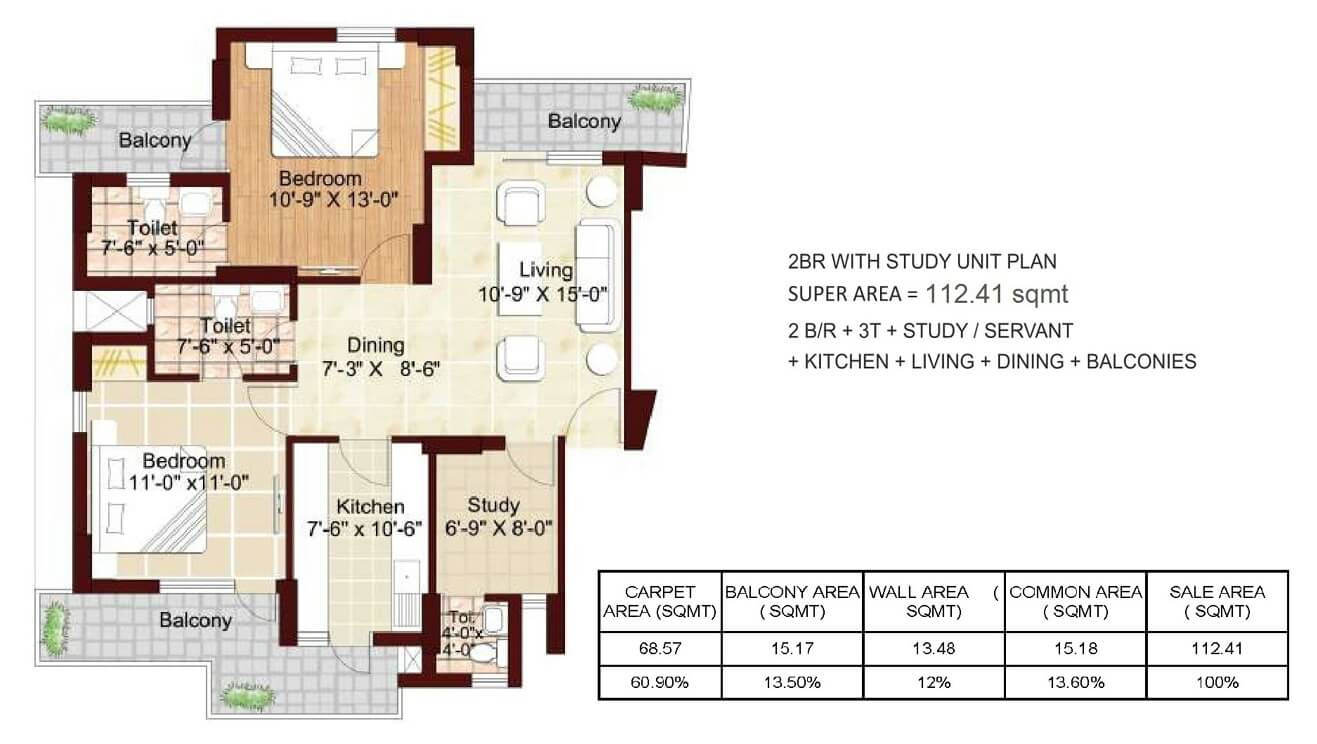 Balcony
Balcony
Bedroom
10'-9" X 13'-0"
Toilet
7'-6" x 5'-0"
Living
10'-9" X 15'-0"
Toilet
7'-6" x 5'-0"
Dining
7'-3" X 8'-6"
Bedroom
11'-0" x11'-0"
Kitchen
7'-6" x 10'-6"
Study
6'-9" X 8'-0"
Balcony
Tol.
4'-0"x
4'-0"
2BR WITH STUDY UNIT PLAN
SUPER AREA = 112.41 sqmt
2 B/R + 3T + STUDY / SERVANT
+ KITCHEN + LIVING + DINING + BALCONIES
CARPET AREA (SQMT) BALCONY AREA ( SQMT) WALL AREA ( SQMT) COMMON AREA ( SQMT) SALE AREA ( SQMT)
68.57 15.17 13.48 15.18 112.41
60.90% 13.50% 12% 13.60% 100%